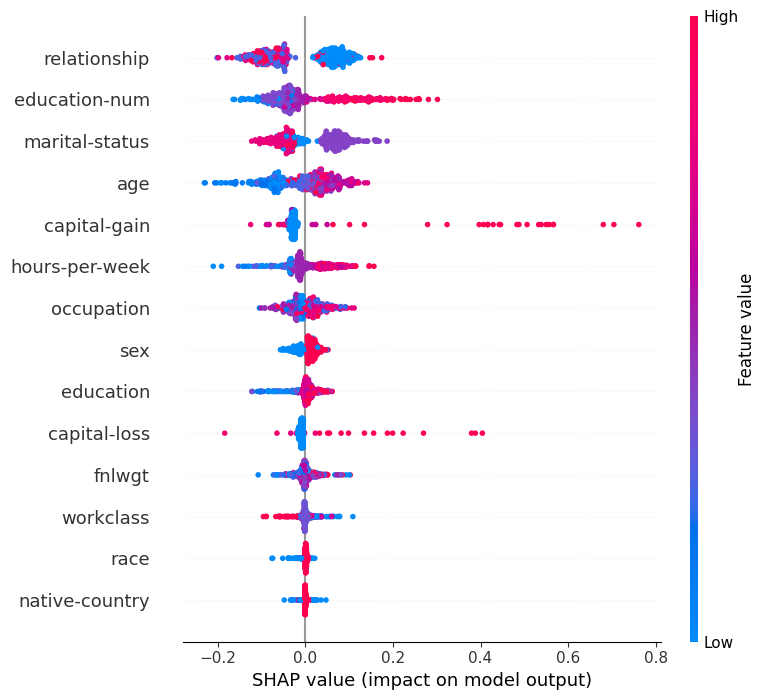 High
relationship
education-num
marital-status
age
capital-gain
hours-per-week
occupation
sex
education
capital-loss
fnlwgt
workclass
race
native-country
Feature value
Low
−0.2 0.0 0.2 0.4 0.6 0.8
SHAP value (impact on model output)